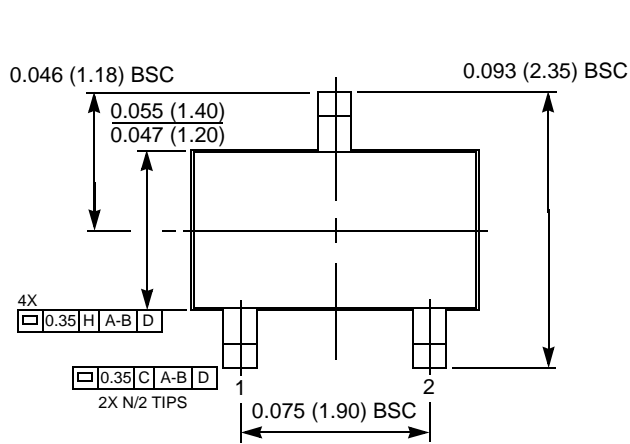 0.046 (1.18) BSC
0.093 (2.35) BSC
0.055 (1.40)
0.047 (1.20)
4X
0.35 H A-B D
0.35 C A-B D
2X N/2 TIPS
1
2
0.075 (1.90) BSC